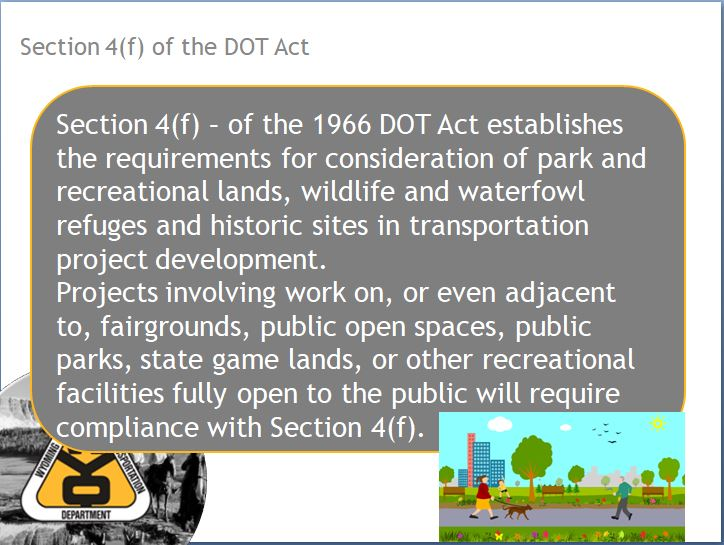 Section 4(f) of the DOT Act
Section 4(f) – of the 1966 DOT Act establishes
the requirements for consideration of park and
recreational lands, wildlife and waterfowl
refuges and historic sites in transportation
project development.
Projects involving work on, or even adjacent
to, fairgrounds, public open spaces, public
parks, state game lands, or other recreational
facilities fully open to the public will require
compliance with Section 4(f).
WYOMING
DEPARTMENT